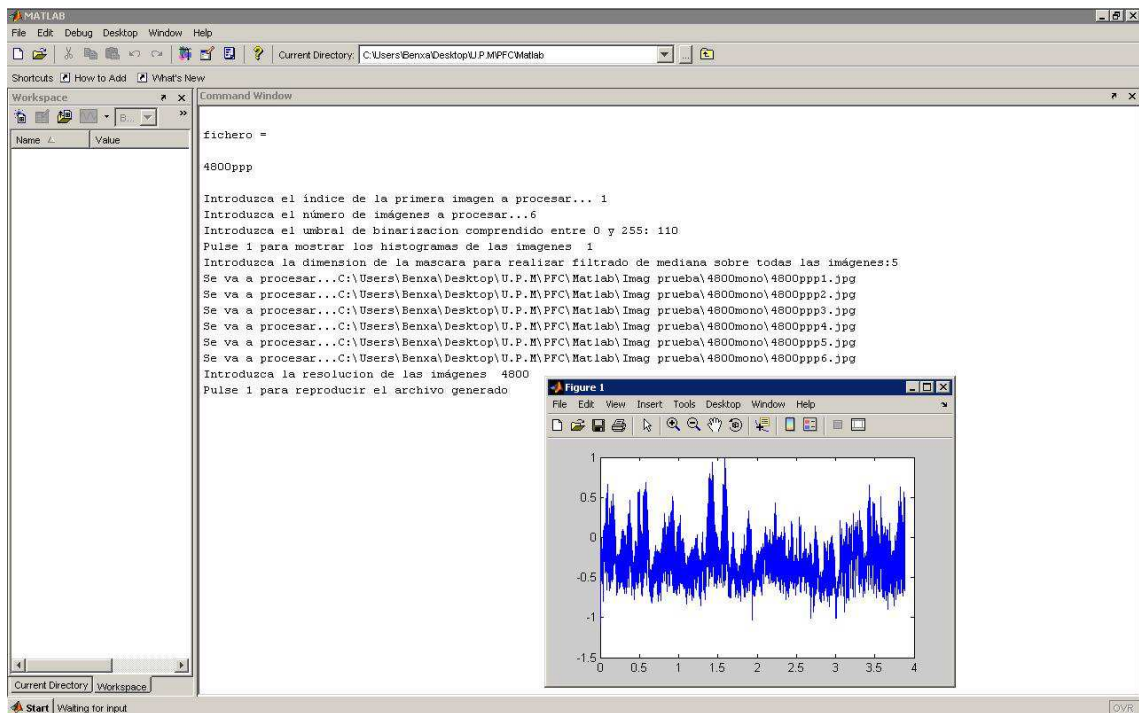 MATLAB
File Edit Debug Desktop Window Help
Current Directory: C:\Users\Benxa\Desktop\U.P.M\PFC\Matlab
Shortcuts How to Add What's New
Workspace
B...
Name Value
Command Window
fichero =
4800ppp
Introduzca el índice de la primera imagen a procesar... 1
Introduzca el número de imágenes a procesar...6
Introduzca el umbral de binarizacion comprendido entre 0 y 255: 110
Pulse 1 para mostrar los histogramas de las imagenes 1
Introduzca la dimension de la mascara para realizar filtrado de mediana sobre todas las imágenes:5
Se va a procesar...C:\Users\Benxa\Desktop\U.P.M\PFC\Matlab\Imag prueba\4800mono\4800ppp1.jpg
Se va a procesar...C:\Users\Benxa\Desktop\U.P.M\PFC\Matlab\Imag prueba\4800mono\4800ppp2.jpg
Se va a procesar...C:\Users\Benxa\Desktop\U.P.M\PFC\Matlab\Imag prueba\4800mono\4800ppp3.jpg
Se va a procesar...C:\Users\Benxa\Desktop\U.P.M\PFC\Matlab\Imag prueba\4800mono\4800ppp4.jpg
Se va a procesar...C:\Users\Benxa\Desktop\U.P.M\PFC\Matlab\Imag prueba\4800mono\4800ppp5.jpg
Se va a procesar...C:\Users\Benxa\Desktop\U.P.M\PFC\Matlab\Imag prueba\4800mono\4800ppp6.jpg
Introduzca la resolucion de las imágenes 4800
Pulse 1 para reproducir el archivo generado
Figure 1
File Edit View Insert Tools Desktop Window Help
1
0.5
0
-0.5
-1
-1.5
0 0.5 1 1.5 2 2.5 3 3.5 4
Current Directory Workspace
Start Waiting for input
OVR